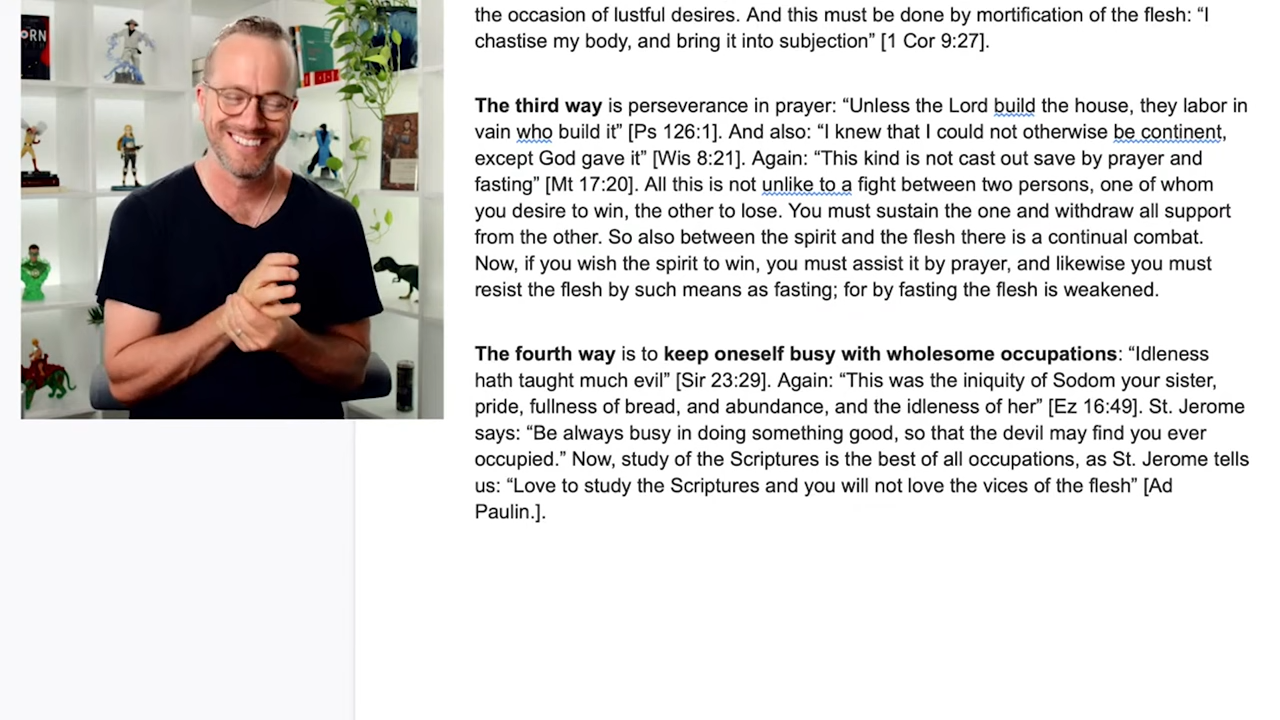 ORN
the occasion of lustful desires. And this must be done by mortification of the flesh: “I
chastise my body, and bring it into subjection” [1 Cor 9:27].
The third way is perseverance in prayer: “Unless the Lord build the house, they labor in
vain who build it” [Ps 126:1]. And also: “I knew that I could not otherwise be continent,
except God gave it” [Wis 8:21]. Again: “This kind is not cast out save by prayer and
fasting” [Mt 17:20]. All this is not unlike to a fight between two persons, one of whom
you desire to win, the other to lose. You must sustain the one and withdraw all support
from the other. So also between the spirit and the flesh there is a continual combat.
Now, if you wish the spirit to win, you must assist it by prayer, and likewise you must
resist the flesh by such means as fasting; for by fasting the flesh is weakened.
The fourth way is to keep oneself busy with wholesome occupations: “Idleness
hath taught much evil” [Sir 23:29]. Again: “This was the iniquity of Sodom your sister,
pride, fullness of bread, and abundance, and the idleness of her” [Ez 16:49]. St. Jerome
says: “Be always busy in doing something good, so that the devil may find you ever
occupied.” Now, study of the Scriptures is the best of all occupations, as St. Jerome tells
us: “Love to study the Scriptures and you will not love the vices of the flesh” [Ad
Paulin.].